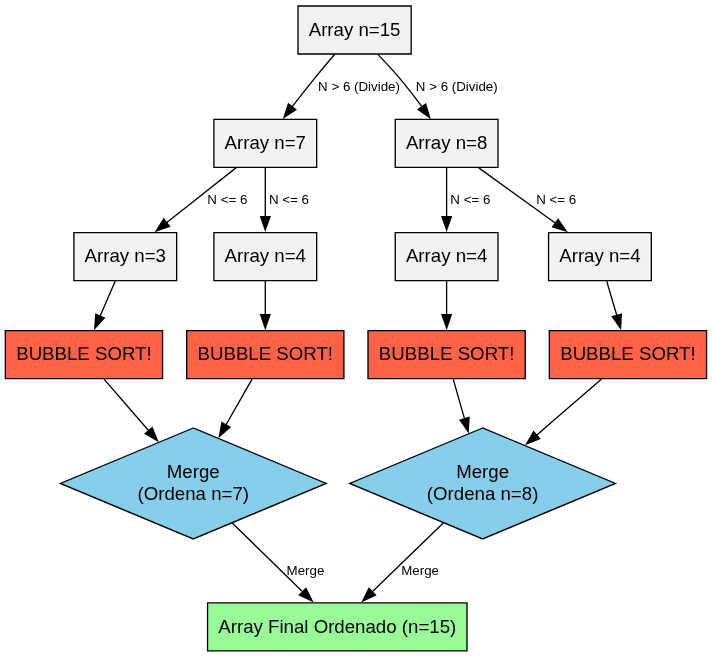 Array n=15
N > 6 (Divide)
N > 6 (Divide)
Array n=7
Array n=8
N <= 6
N <= 6
N <= 6
N <= 6
Array n=3
Array n=4
Array n=4
Array n=4
BUBBLE SORT!
BUBBLE SORT!
BUBBLE SORT!
BUBBLE SORT!
Merge
(Ordena n=7)
Merge
(Ordena n=8)
Merge
Merge
Array Final Ordenado (n=15)